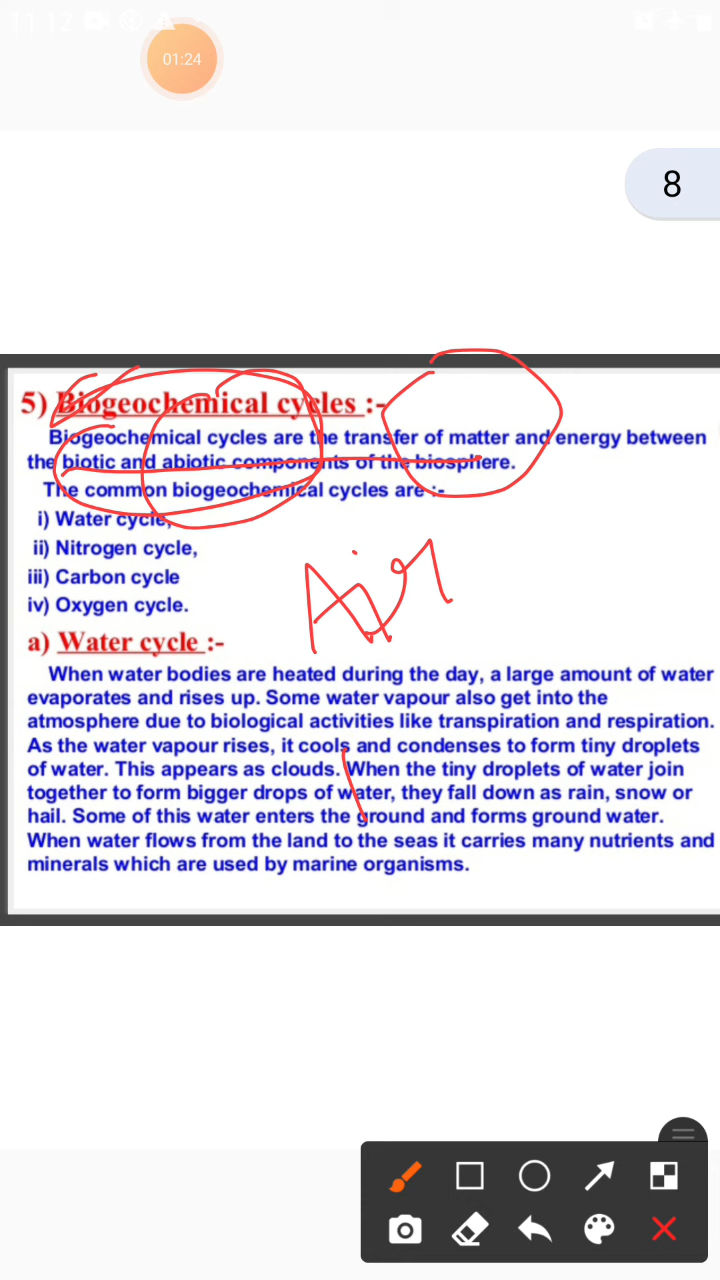 11 12
01:24
8
5) Biogeochemical cycles :-
Biogeochemical cycles are the transfer of matter and energy between
the biotic and abiotic components of the biosphere.
The common biogeochemical cycles are :-
i) Water cycle,
ii) Nitrogen cycle,
iii) Carbon cycle
iv) Oxygen cycle.
Air
a) Water cycle :-
When water bodies are heated during the day, a large amount of water
evaporates and rises up. Some water vapour also get into the
atmosphere due to biological activities like transpiration and respiration.
As the water vapour rises, it cools and condenses to form tiny droplets
of water. This appears as clouds. When the tiny droplets of water join
together to form bigger drops of water, they fall down as rain, snow or
hail. Some of this water enters the ground and forms ground water.
When water flows from the land to the seas it carries many nutrients and
minerals which are used by marine organisms.